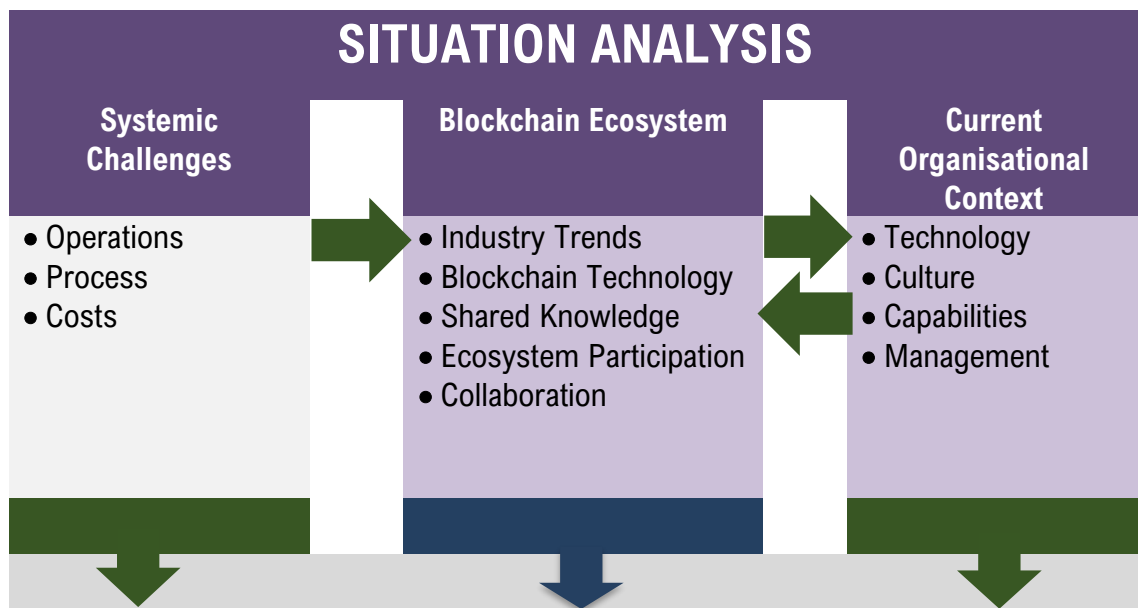 SITUATION ANALYSIS
Systemic
Challenges
• Operations
• Process
• Costs
Blockchain Ecosystem
• Industry Trends
• Blockchain Technology
• Shared Knowledge
• Ecosystem Participation
• Collaboration
Current
Organisational
Context
• Technology
• Culture
• Capabilities
• Management